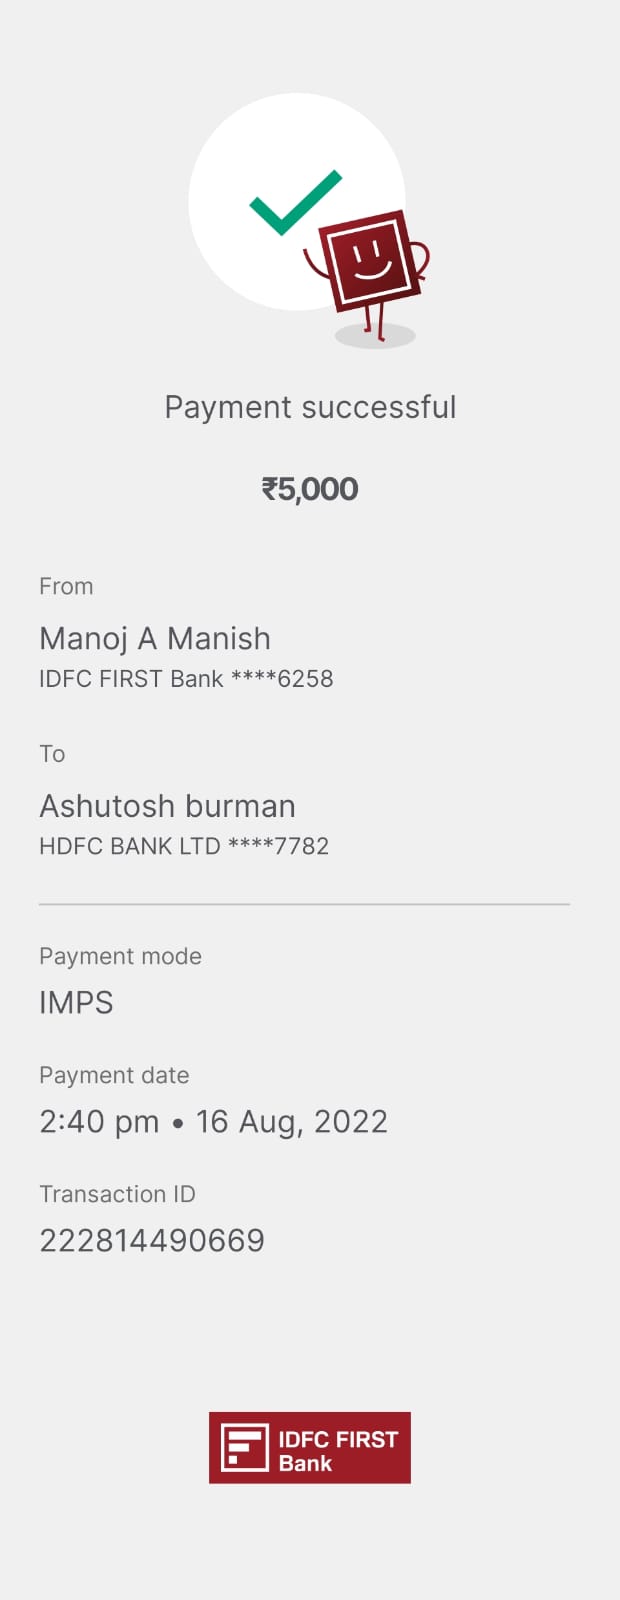 Payment successful
₹5,000
From
Manoj A Manish
IDFC FIRST Bank ****6258
To
Ashutosh burman
HDFC BANK LTD ****7782
Payment mode
IMPS
Payment date
2:40 pm • 16 Aug, 2022
Transaction ID
222814490669
IDFC FIRST
Bank